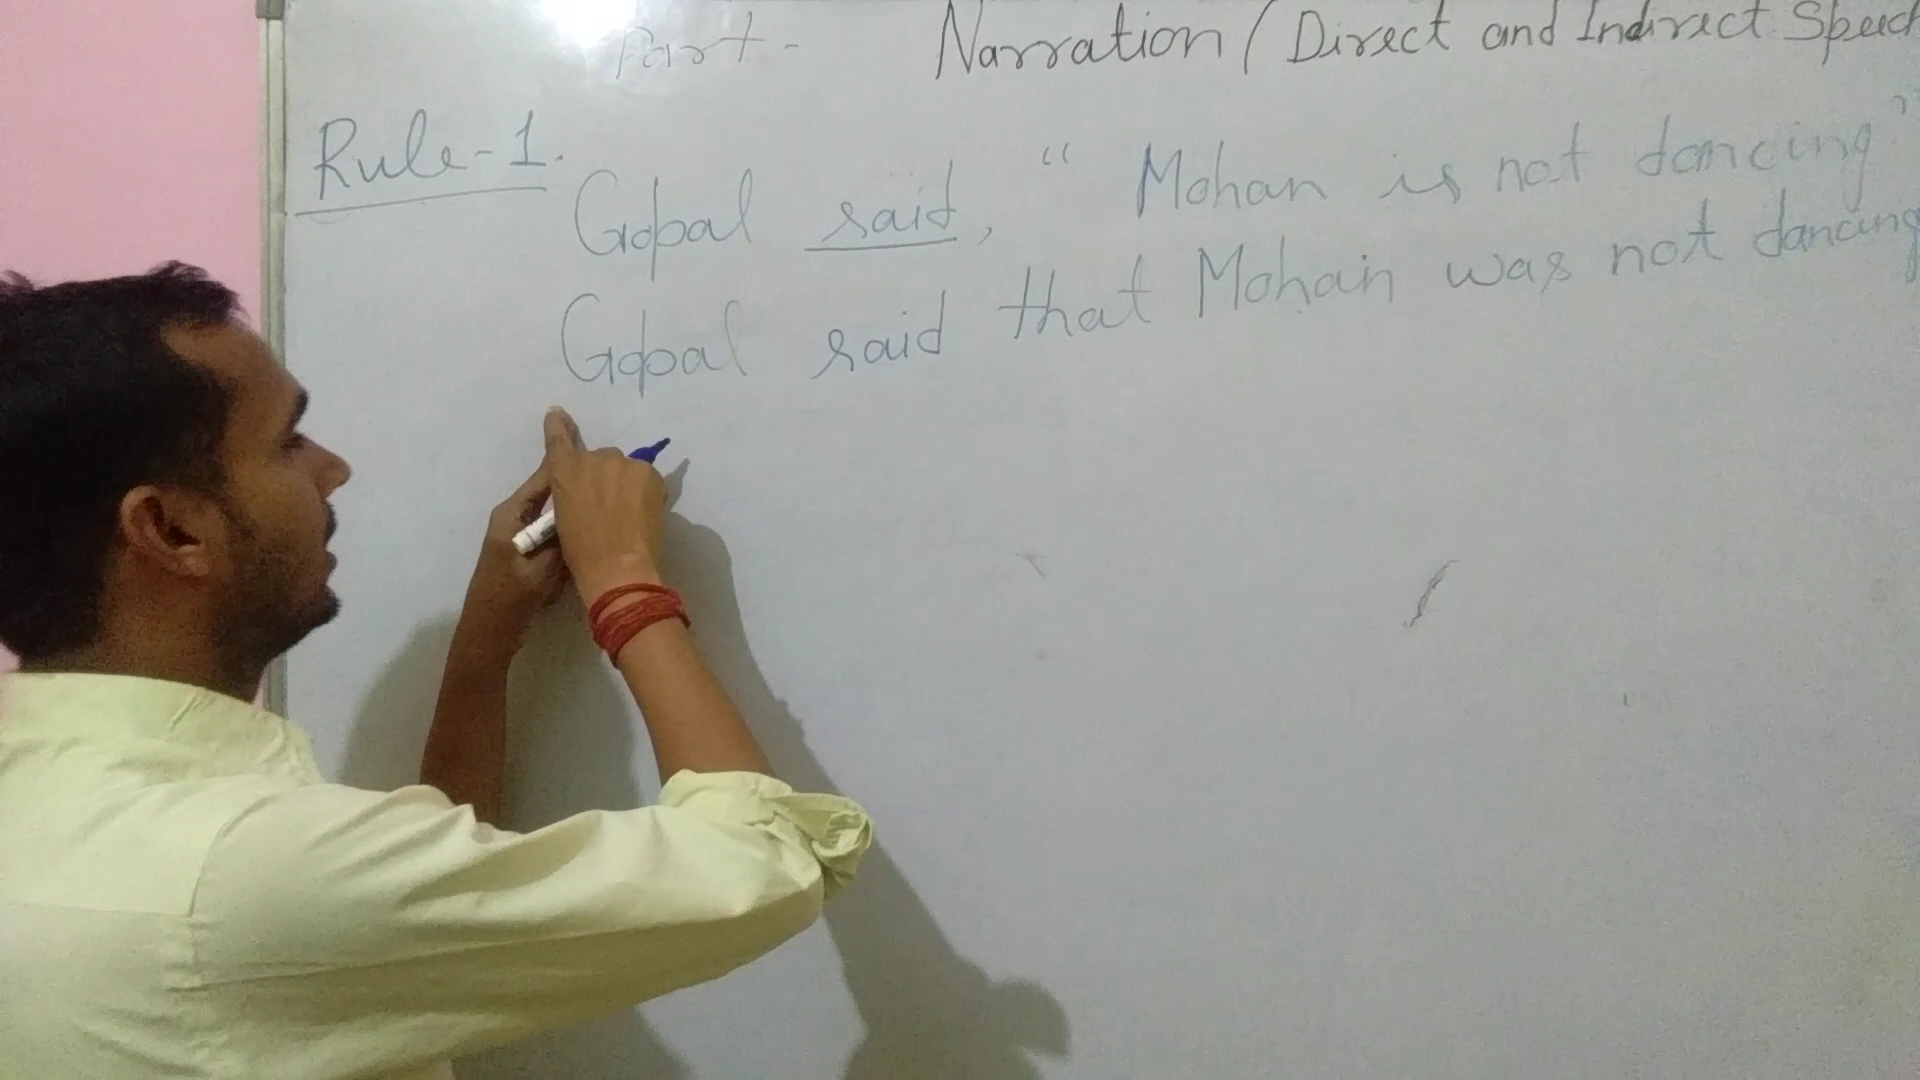 Part - Narration / Direct and Indirect Speech
Rule-1.
Gopal said, " Mohan is not dancing"
Gopal said that Mohan was not dancing